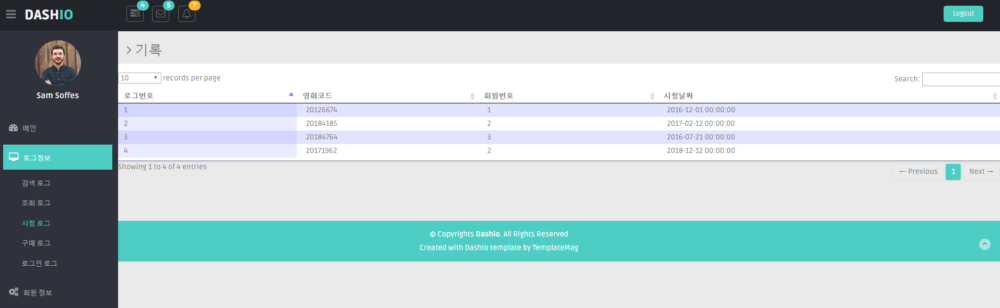 DASHIO
4
5
7
Logout
Sam Soffes
메인
로그정보
검색 로그
조회 로그
시청 로그
구매 로그
로그인 로그
회원 정보
기록
10 records per page
Search:
로그번호 영화코드 회원번호 시청날짜
1 20126674 1 2016-12-01 00:00:00
2 20184185 2 2017-02-12 00:00:00
3 20184764 3 2016-07-21 00:00:00
4 20171962 2 2018-12-12 00:00:00
Showing 1 to 4 of 4 entries
← Previous 1 Next →
© Copyrights Dashio. All Rights Reserved
Created with Dashio template by TemplateMag